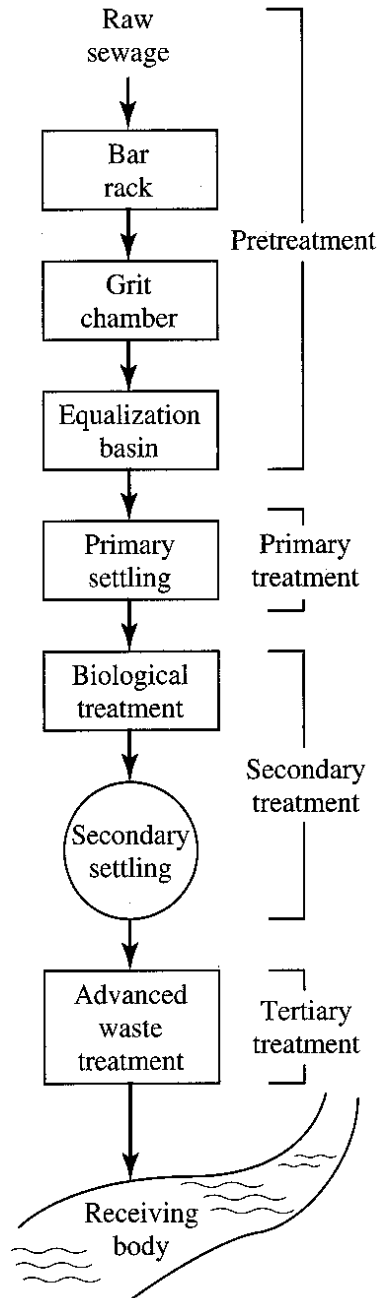 Raw
sewage
Bar
rack
Pretreatment
Grit
chamber
Equalization
basin
Primary
settling
Primary
treatment
Biological
treatment
Secondary
treatment
Secondary
settling
Advanced
waste
treatment
Tertiary
treatment
Receiving
body